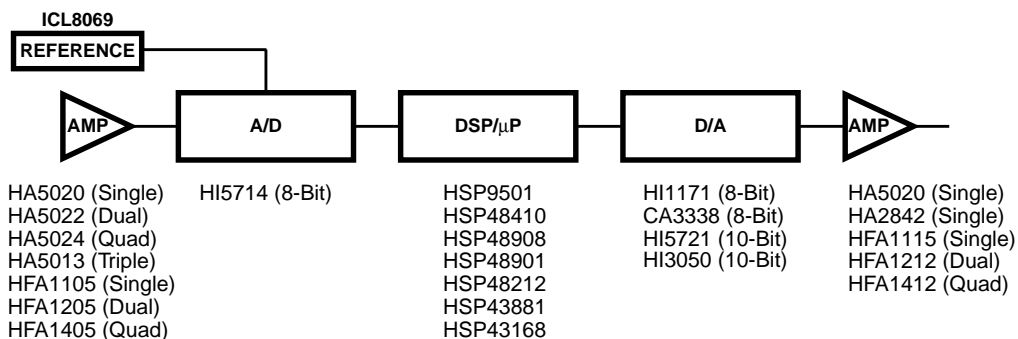 ICL8069
REFERENCE
AMP
A/D
DSP/µP
D/A
AMP
HA5020 (Single)
HA5022 (Dual)
HA5024 (Quad)
HA5013 (Triple)
HFA1105 (Single)
HFA1205 (Dual)
HFA1405 (Quad)
HI5714 (8-Bit)
HSP9501
HSP48410
HSP48908
HSP48901
HSP48212
HSP43881
HSP43168
HI1171 (8-Bit)
CA3338 (8-Bit)
HI5721 (10-Bit)
HI3050 (10-Bit)
HA5020 (Single)
HA2842 (Single)
HFA1115 (Single)
HFA1212 (Dual)
HFA1412 (Quad)